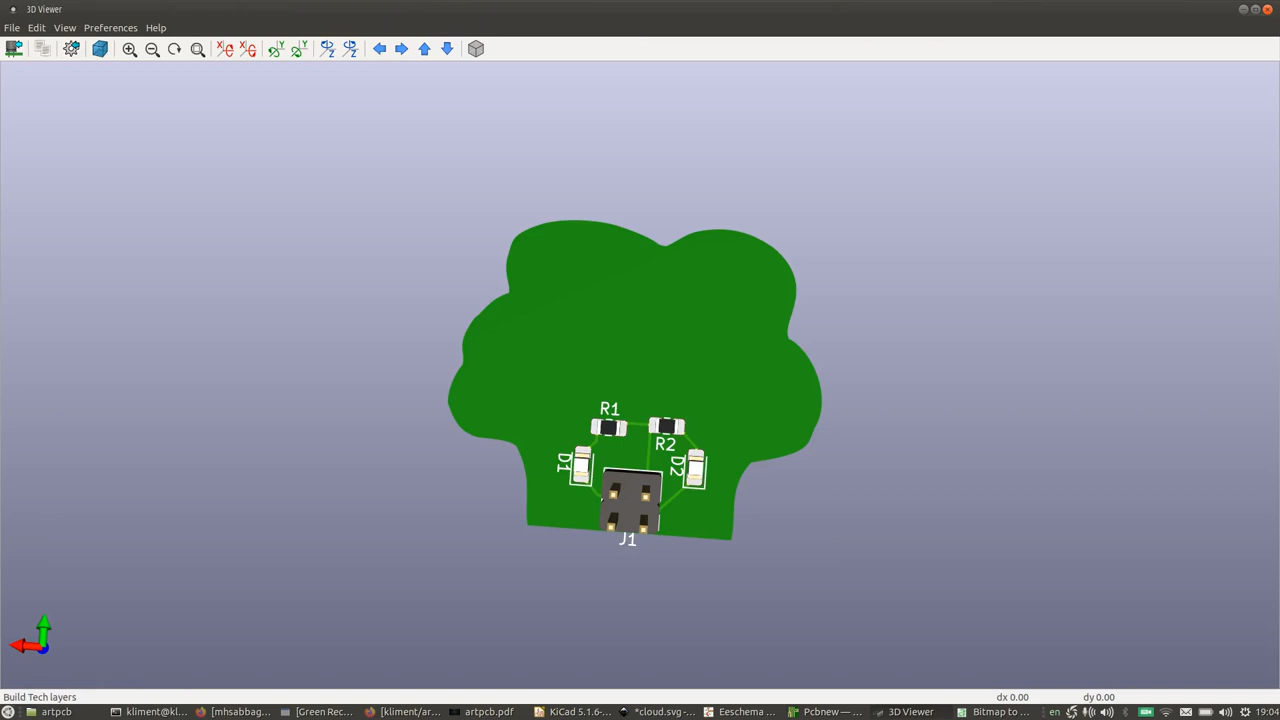 3D Viewer
File Edit View Preferences Help
R1
R2
D1
D2
J1
Build Tech layers
dx 0.00
dy 0.00
artpcb
kliment@kl...
[mhsabbag...
[Green Rec...
[kliment/ar...
artpcb.pdf
KiCad 5.1.6-...
*cloud.svg -...
Eeschema ...
Pcbnew — ...
3D Viewer
Bitmap to ...
en
19:04